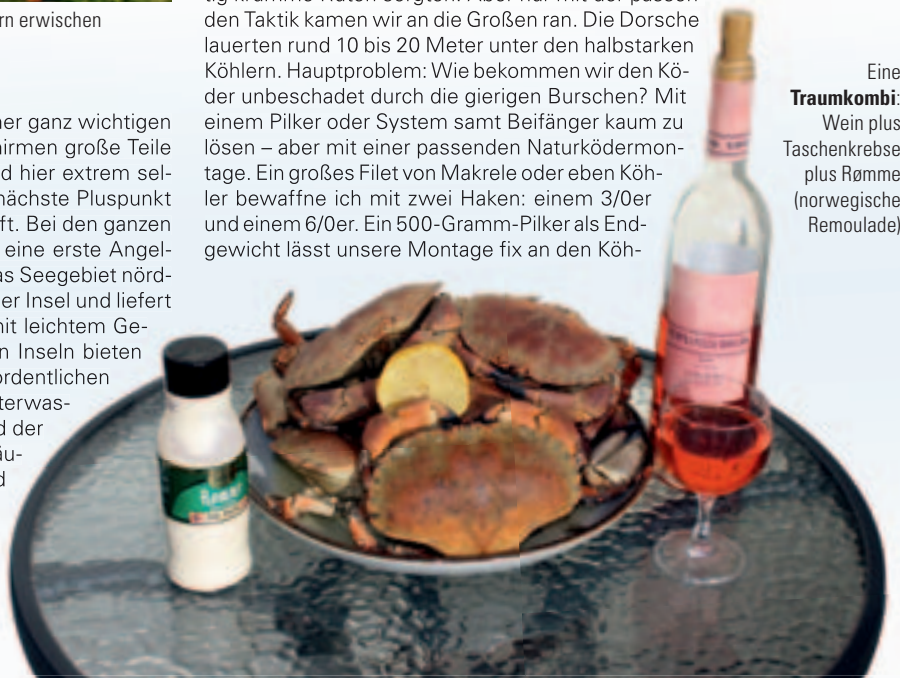 rn erwischen
ner ganz wichtigen
irmen große Teile
d hier extrem sel-
nächste Pluspunkt
ft. Bei den ganzen
eine erste Angel-
as Seegebiet nörd-
er Insel und liefert
nit leichtem Ge-
n Inseln bieten
ordentlichen
terwas-
d der
äu-
d
tig krumme Ruten sorgten. Aber nur mit der passen-
den Taktik kamen wir an die Großen ran. Die Dorsche
lauerten rund 10 bis 20 Meter unter den halbstarken
Köhlern. Hauptproblem: Wie bekommen wir den Kö-
der unbeschadet durch die gierigen Burschen? Mit
einem Pilker oder System samt Beifänger kaum zu
lösen – aber mit einer passenden Naturködermon-
tage. Ein großes Filet von Makrele oder eben Köh-
ler bewaffne ich mit zwei Haken: einem 3/0er
und einem 6/0er. Ein 500-Gramm-Pilker als End-
gewicht lässt unsere Montage fix an den Köh-
Eine
Traumkombi:
Wein plus
Taschenkrebse
plus Rømme
(norwegische
Remoulade)